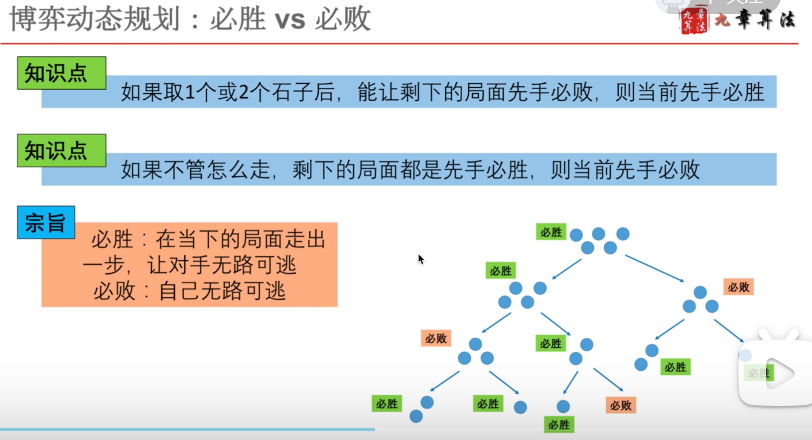 博弈动态规划：必胜 vs 必败
九章算法
九章算法
知识点
如果取1个或2个石子后，能让剩下的局面先手必败，则当前先手必胜
知识点
如果不管怎么走，剩下的局面都是先手必胜，则当前先手必败
宗旨
必胜：在当下的局面走出
一步，让对手无路可逃
必败：自己无路可逃
必胜
必胜
必败
必败
必胜
必胜
必胜
必胜
必胜
必胜
必败